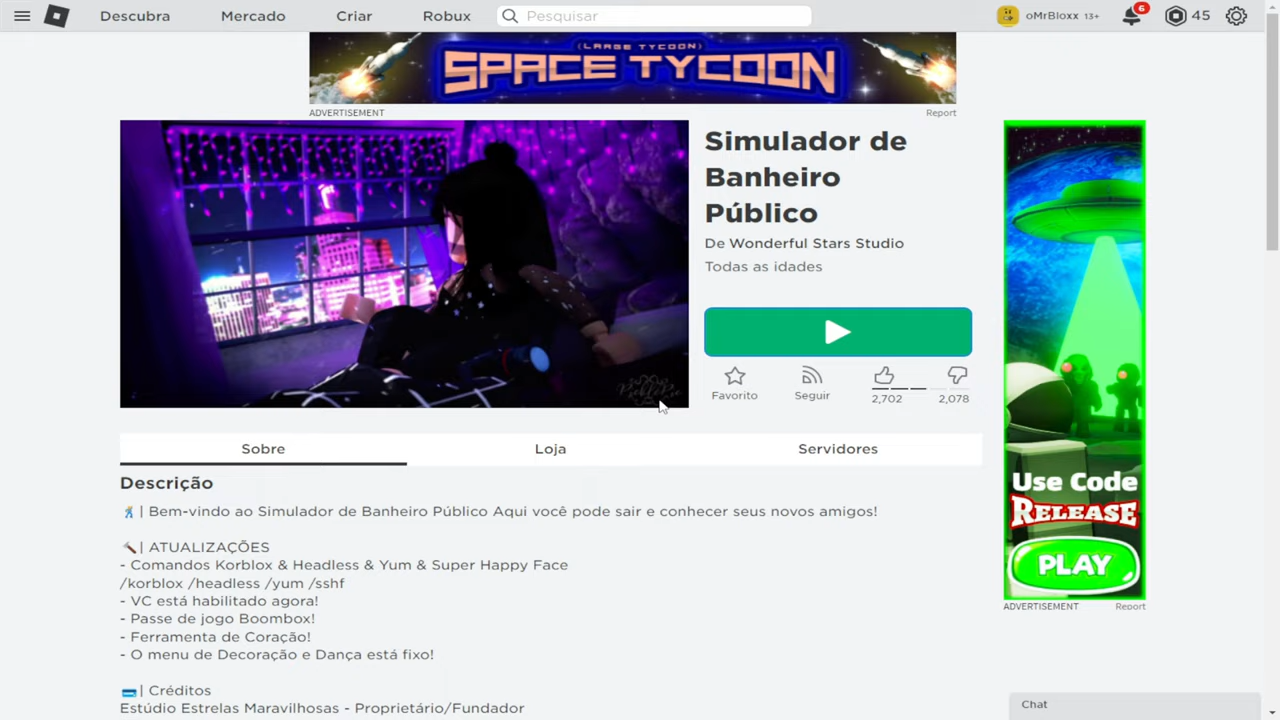 Descubra Mercado Criar Robux Pesquisar oMrBloxx 13+ 6 45
(LARGE TYCOON)
SPACE TYCOON
ADVERTISEMENT Report
Simulador de
Banheiro
Público
De Wonderful Stars Studio
Todas as idades
Favorito Seguir 2,702 2,078
Sobre Loja Servidores
Descrição
| Bem-vindo ao Simulador de Banheiro Público Aqui você pode sair e conhecer seus novos amigos!
| ATUALIZAÇÕES
- Comandos Korblox & Headless & Yum & Super Happy Face
/korblox /headless /yum /sshf
- VC está habilitado agora!
- Passe de jogo Boombox!
- Ferramenta de Coração!
- O menu de Decoração e Dança está fixo!
| Créditos
Estúdio Estrelas Maravilhosas - Proprietário/Fundador
Use Code
RELEASE
PLAY
ADVERTISEMENT Report
Chat